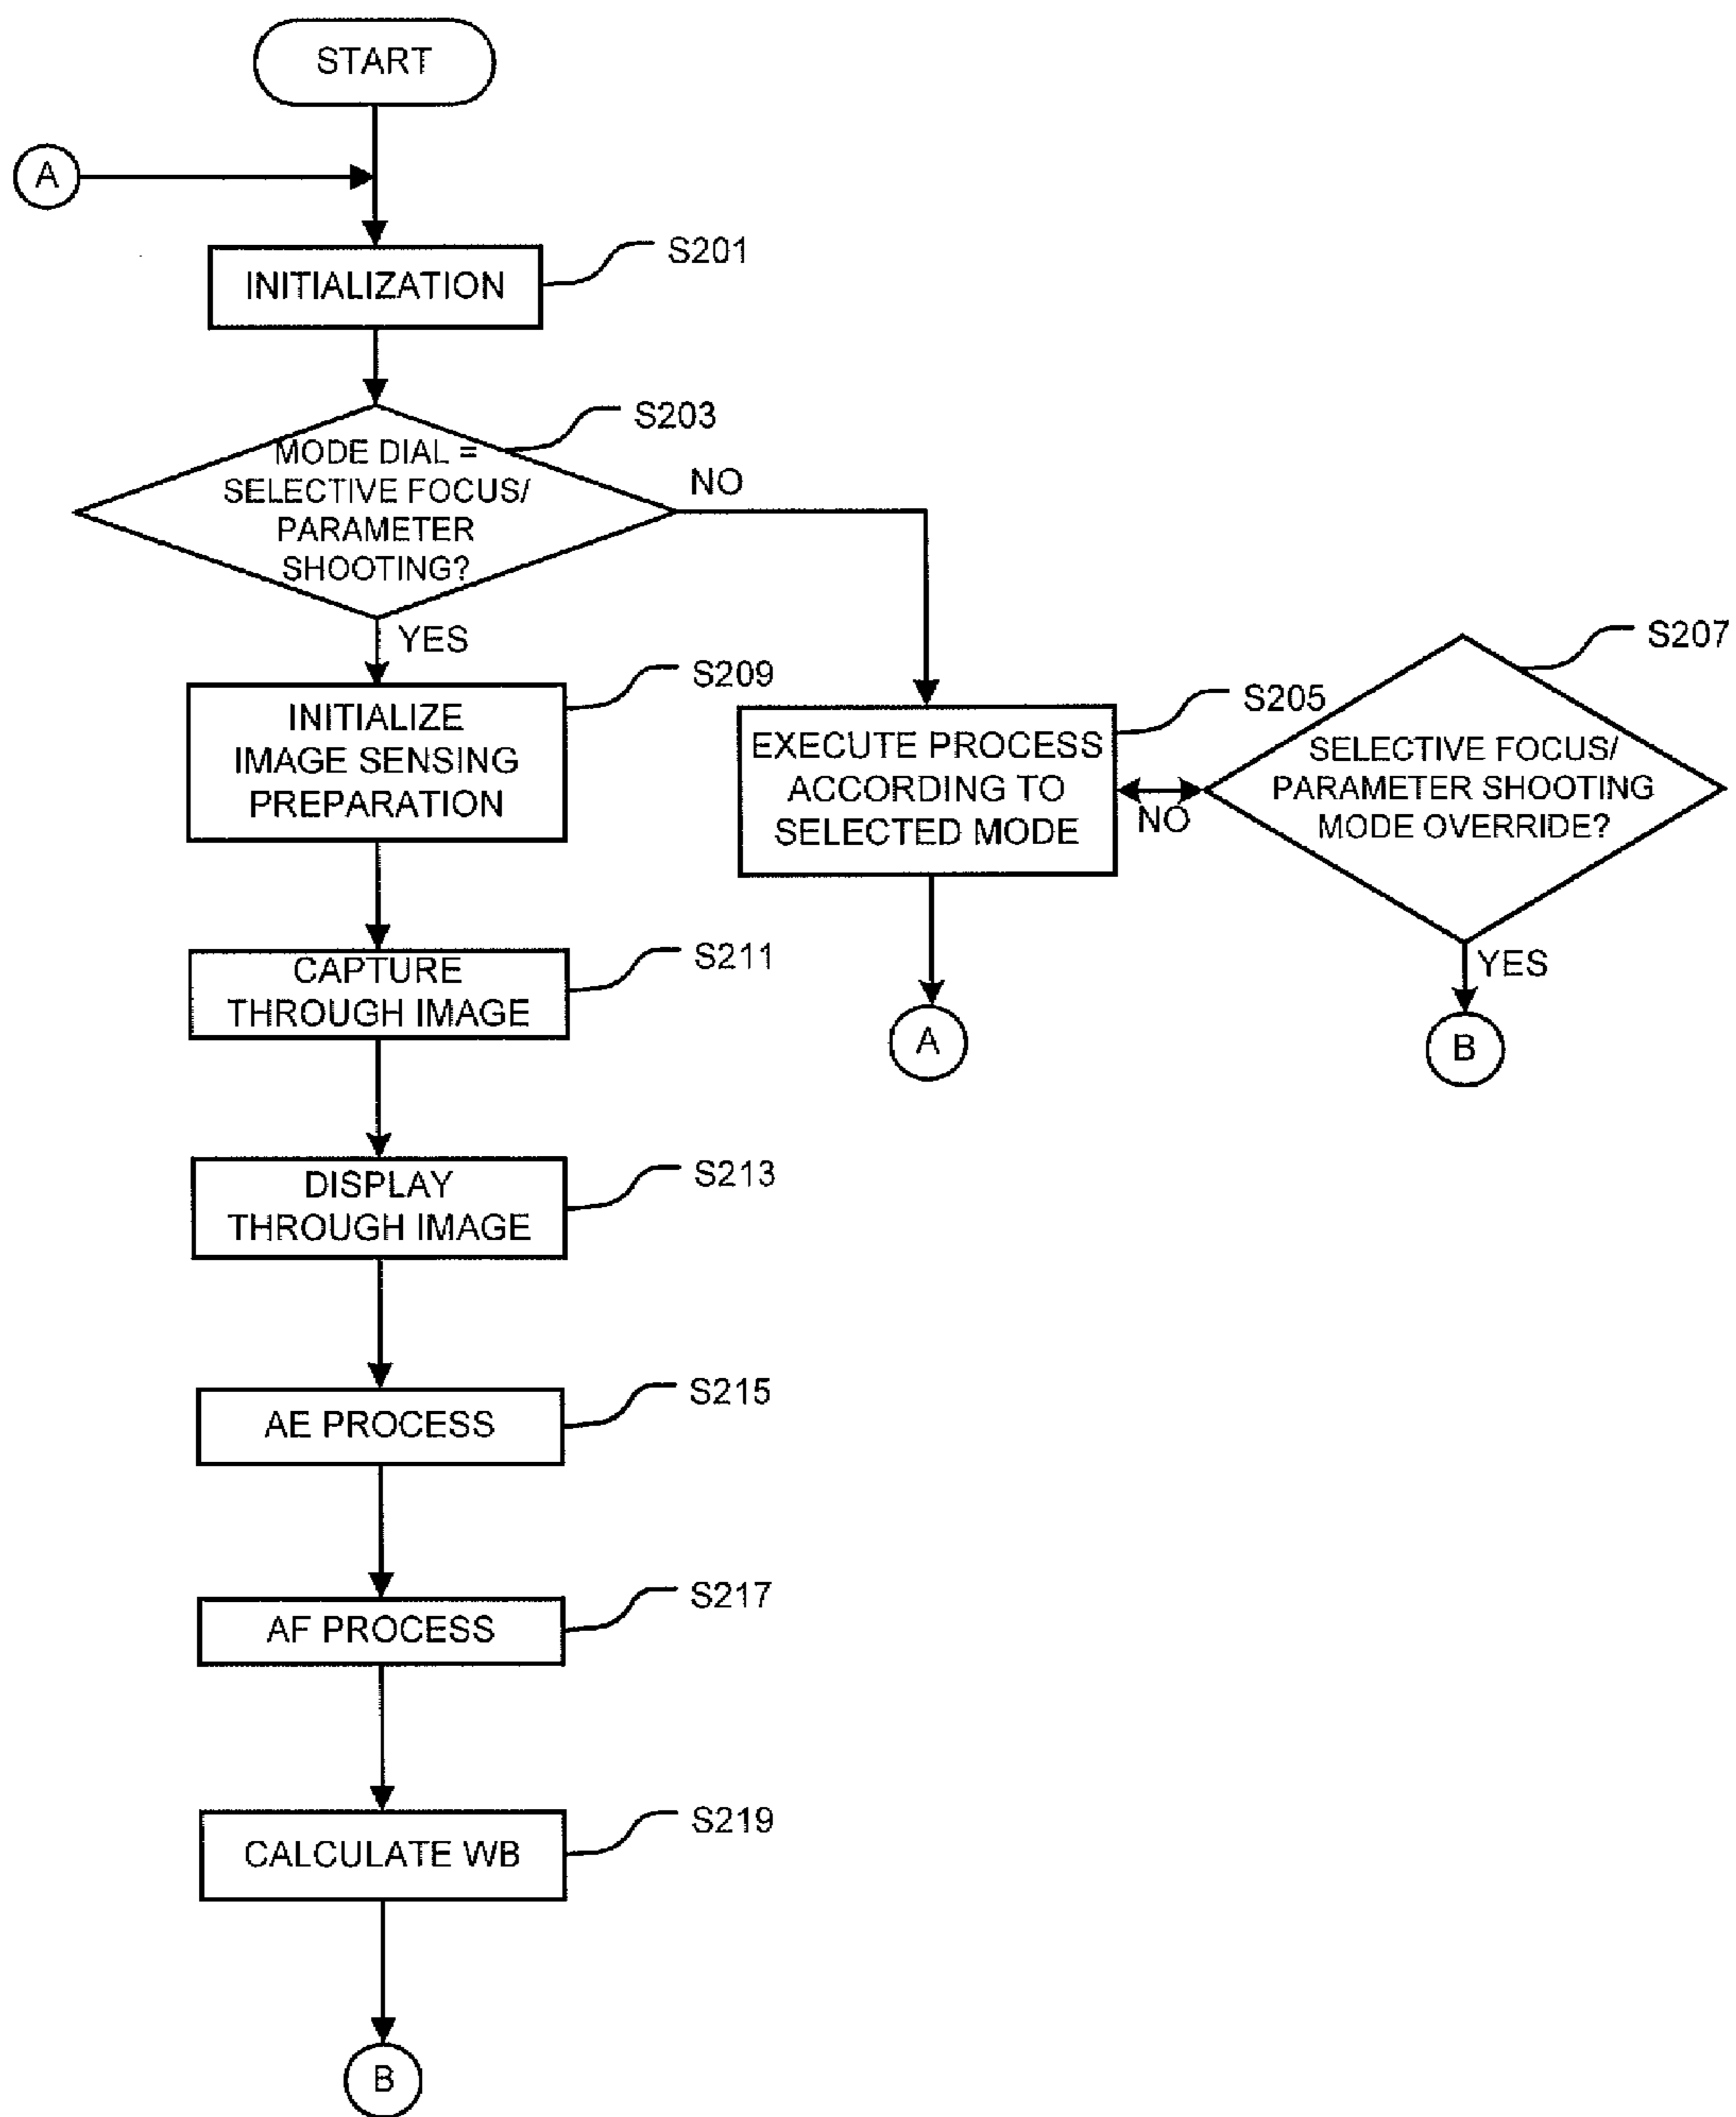 START
A
INITIALIZATION
S201
MODE DIAL =
SELECTIVE FOCUS/
PARAMETER
SHOOTING?
S203
NO
YES
INITIALIZE
IMAGE SENSING
PREPARATION
S209
EXECUTE PROCESS
ACCORDING TO
SELECTED MODE
S205
NO
SELECTIVE FOCUS/
PARAMETER SHOOTING
MODE OVERRIDE?
S207
YES
A
B
CAPTURE
THROUGH IMAGE
S211
DISPLAY
THROUGH IMAGE
S213
AE PROCESS
S215
AF PROCESS
S217
CALCULATE WB
S219
B